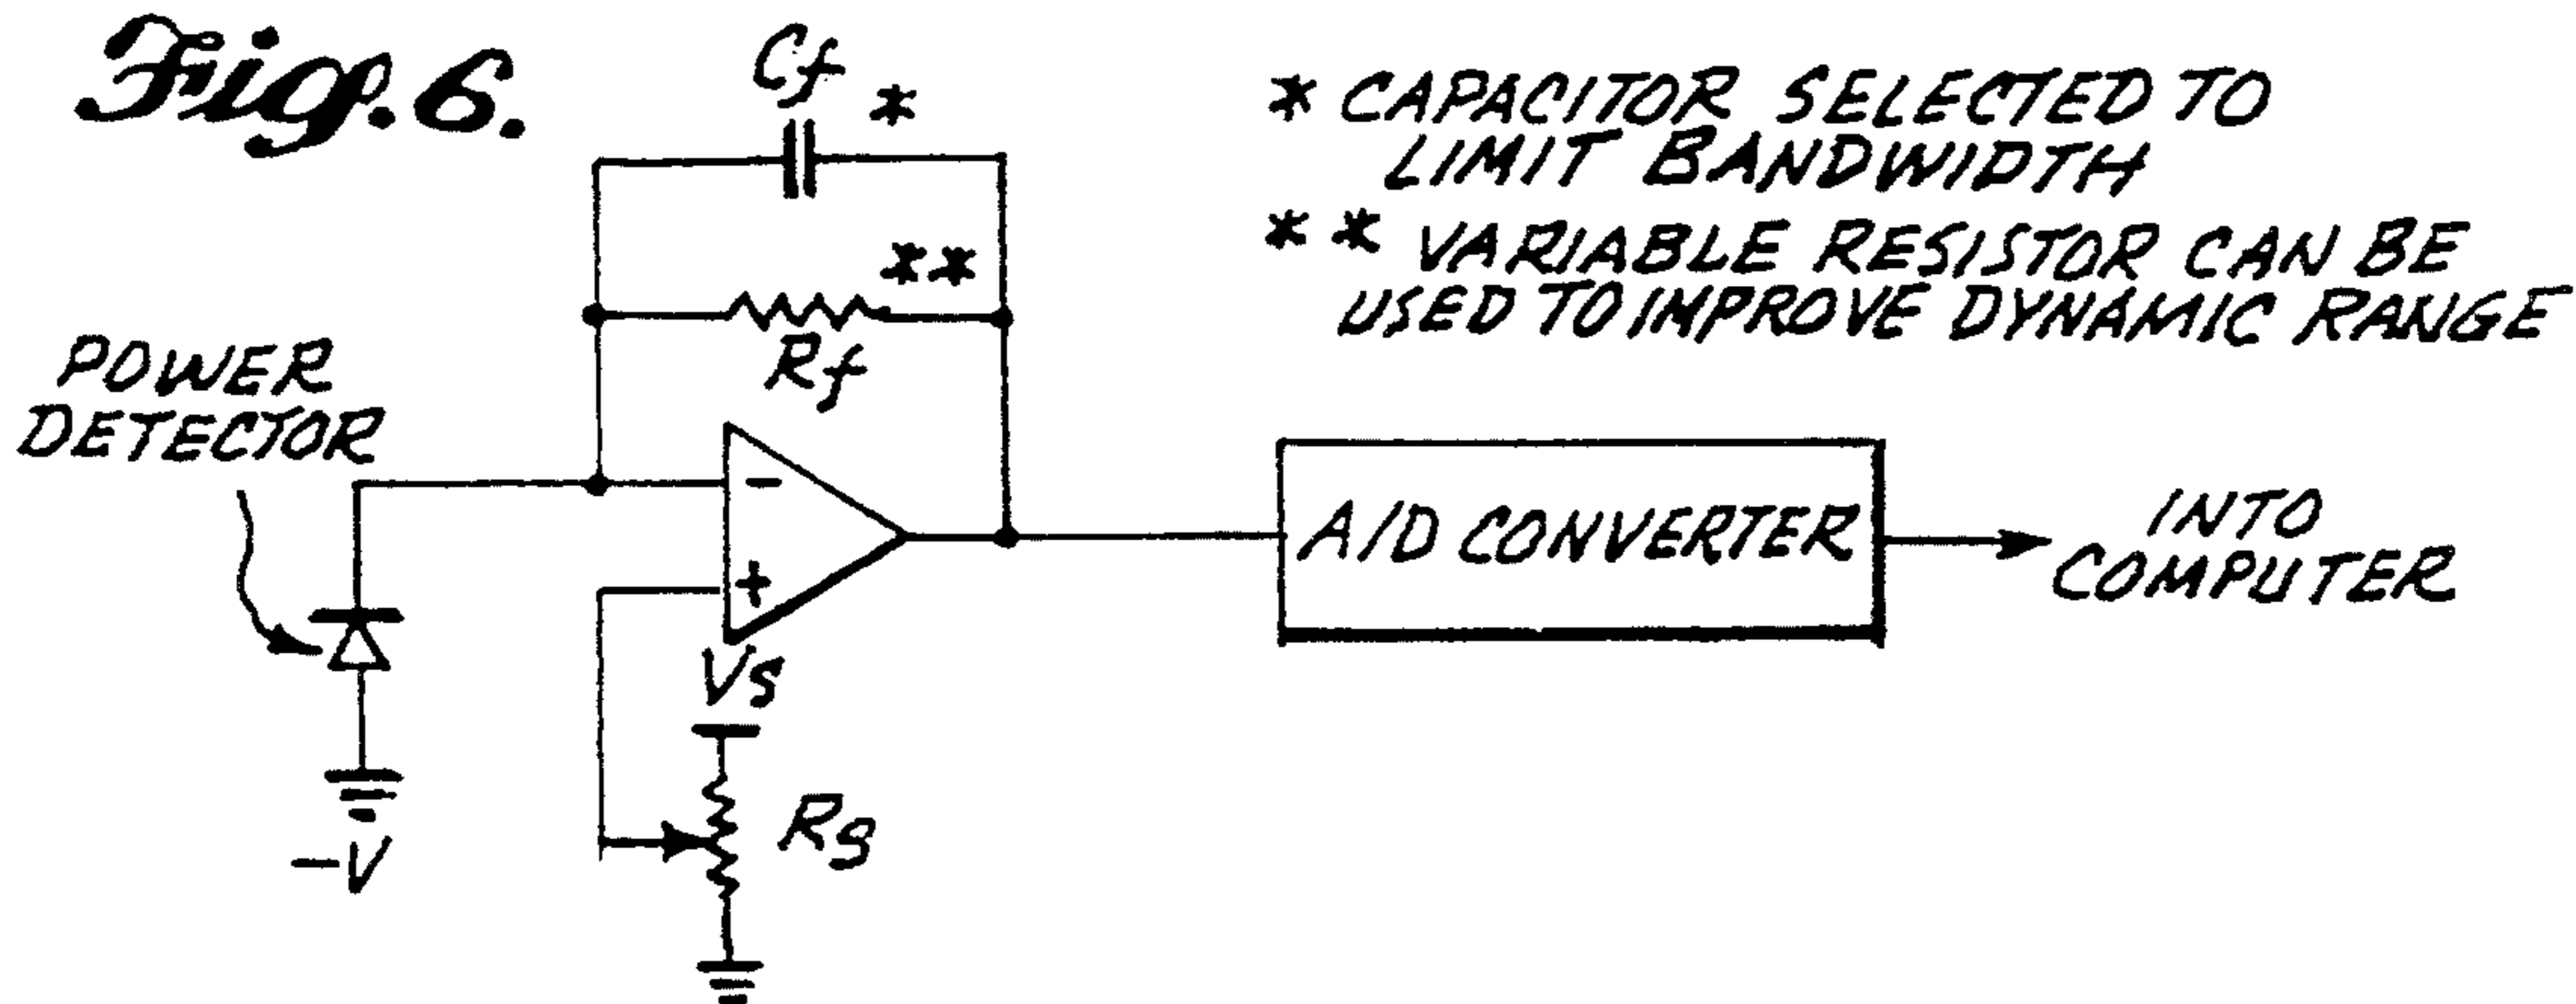 Fig. 6.
Cf *
* CAPACITOR SELECTED TO
LIMIT BANDWIDTH
** VARIABLE RESISTOR CAN BE
USED TO IMPROVE DYNAMIC RANGE
**
Rf
POWER
DETECTOR
-
+
A/D CONVERTER
INTO
COMPUTER
Vs
Rg
-V